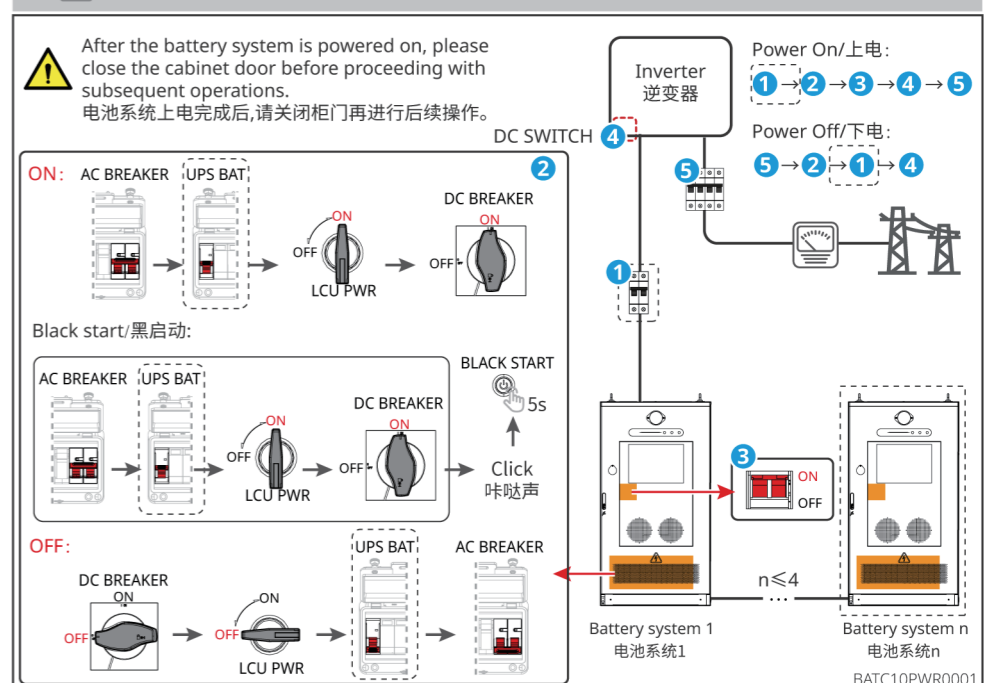 After the battery system is powered on, please
close the cabinet door before proceeding with
subsequent operations.
电池系统上电完成后,请关闭柜门再进行后续操作。
Inverter
逆变器
Power On/上电:
1→2→3→4→5
Power Off/下电:
5→2→1→4
DC SWITCH 4
5
1
2
ON: AC BREAKER UPS BAT
DC BREAKER
ON
OFF
LCU PWR
ON
OFF
Black start/黑启动:
AC BREAKER UPS BAT
ON
OFF
LCU PWR
DC BREAKER
ON
OFF
BLACK START
5s
Click
咔哒声
OFF:
DC BREAKER
ON
OFF
ON
OFF
LCU PWR
UPS BAT AC BREAKER
3
ON
OFF
n≤4
Battery system 1
电池系统1
Battery system n
电池系统n
BATC10PWR0001